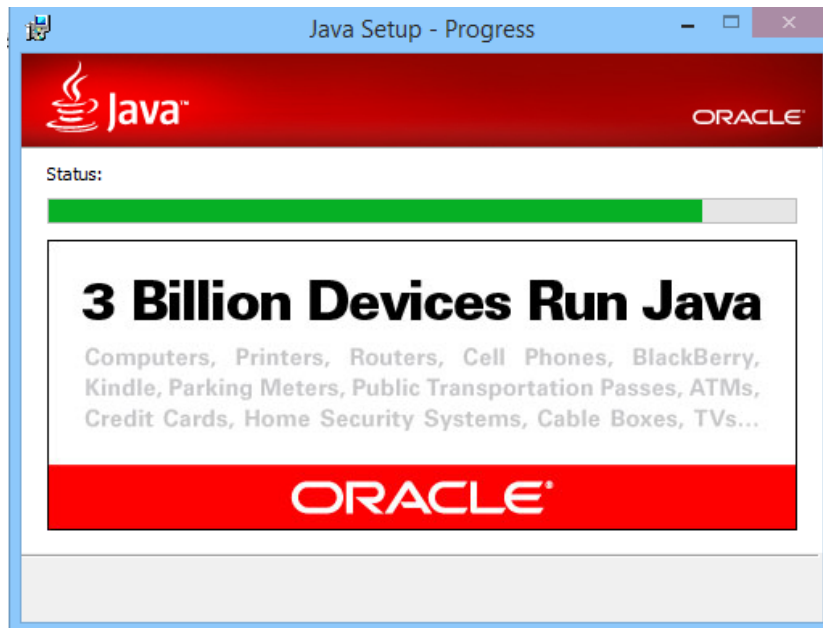 Java Setup - Progress
Java™
ORACLE®
Status:
3 Billion Devices Run Java
Computers, Printers, Routers, Cell Phones, BlackBerry,
Kindle, Parking Meters, Public Transportation Passes, ATMs,
Credit Cards, Home Security Systems, Cable Boxes, TVs...
ORACLE®